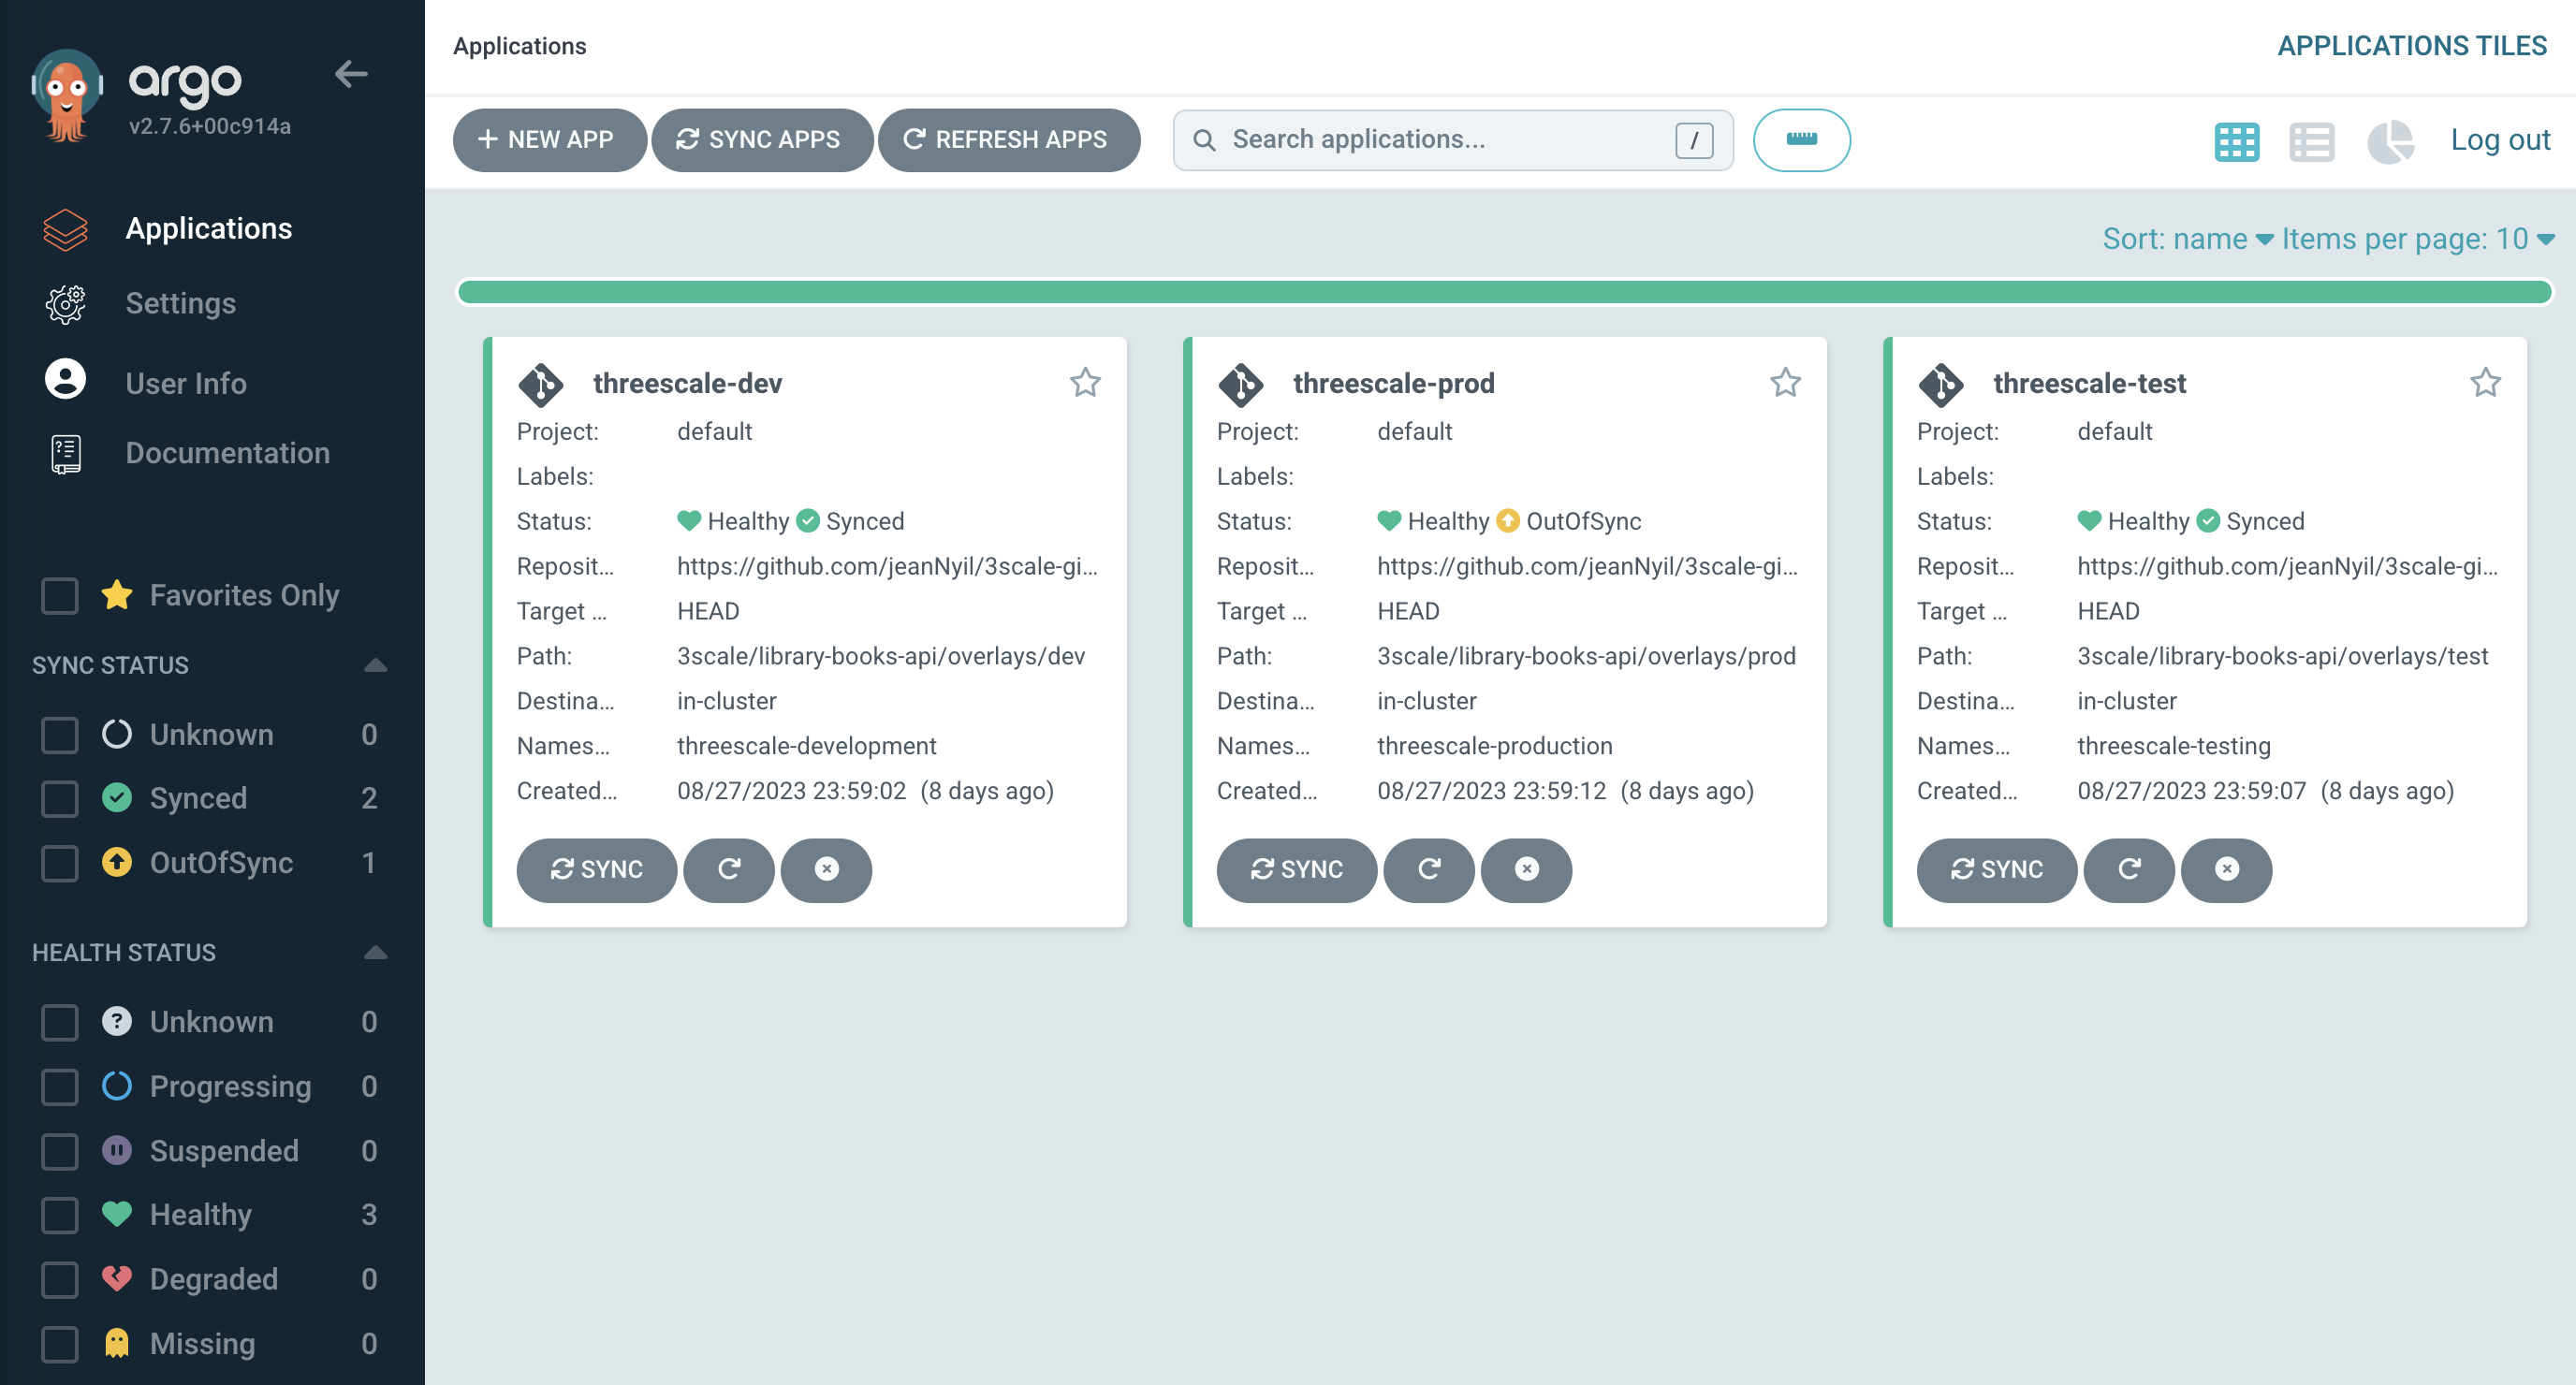 argo
v2.7.6+00c914a
Applications
Settings
User Info
Documentation
Favorites Only
SYNC STATUS
Unknown 0
Synced 2
OutOfSync 1
HEALTH STATUS
Unknown 0
Progressing 0
Suspended 0
Healthy 3
Degraded 0
Missing 0
Applications
APPLICATIONS TILES
NEW APP SYNC APPS REFRESH APPS Search applications... / Log out
Sort: name Items per page: 10
threescale-dev
Project: default
Labels:
Status: Healthy Synced
Reposit... https://github.com/jeanNyil/3scale-gi...
Target ... HEAD
Path: 3scale/library-books-api/overlays/dev
Destina... in-cluster
Names... threescale-development
Created... 08/27/2023 23:59:02 (8 days ago)
SYNC
threescale-prod
Project: default
Labels:
Status: Healthy OutOfSync
Reposit... https://github.com/jeanNyil/3scale-gi...
Target ... HEAD
Path: 3scale/library-books-api/overlays/prod
Destina... in-cluster
Names... threescale-production
Created... 08/27/2023 23:59:12 (8 days ago)
SYNC
threescale-test
Project: default
Labels:
Status: Healthy Synced
Reposit... https://github.com/jeanNyil/3scale-gi...
Target ... HEAD
Path: 3scale/library-books-api/overlays/test
Destina... in-cluster
Names... threescale-testing
Created... 08/27/2023 23:59:07 (8 days ago)
SYNC